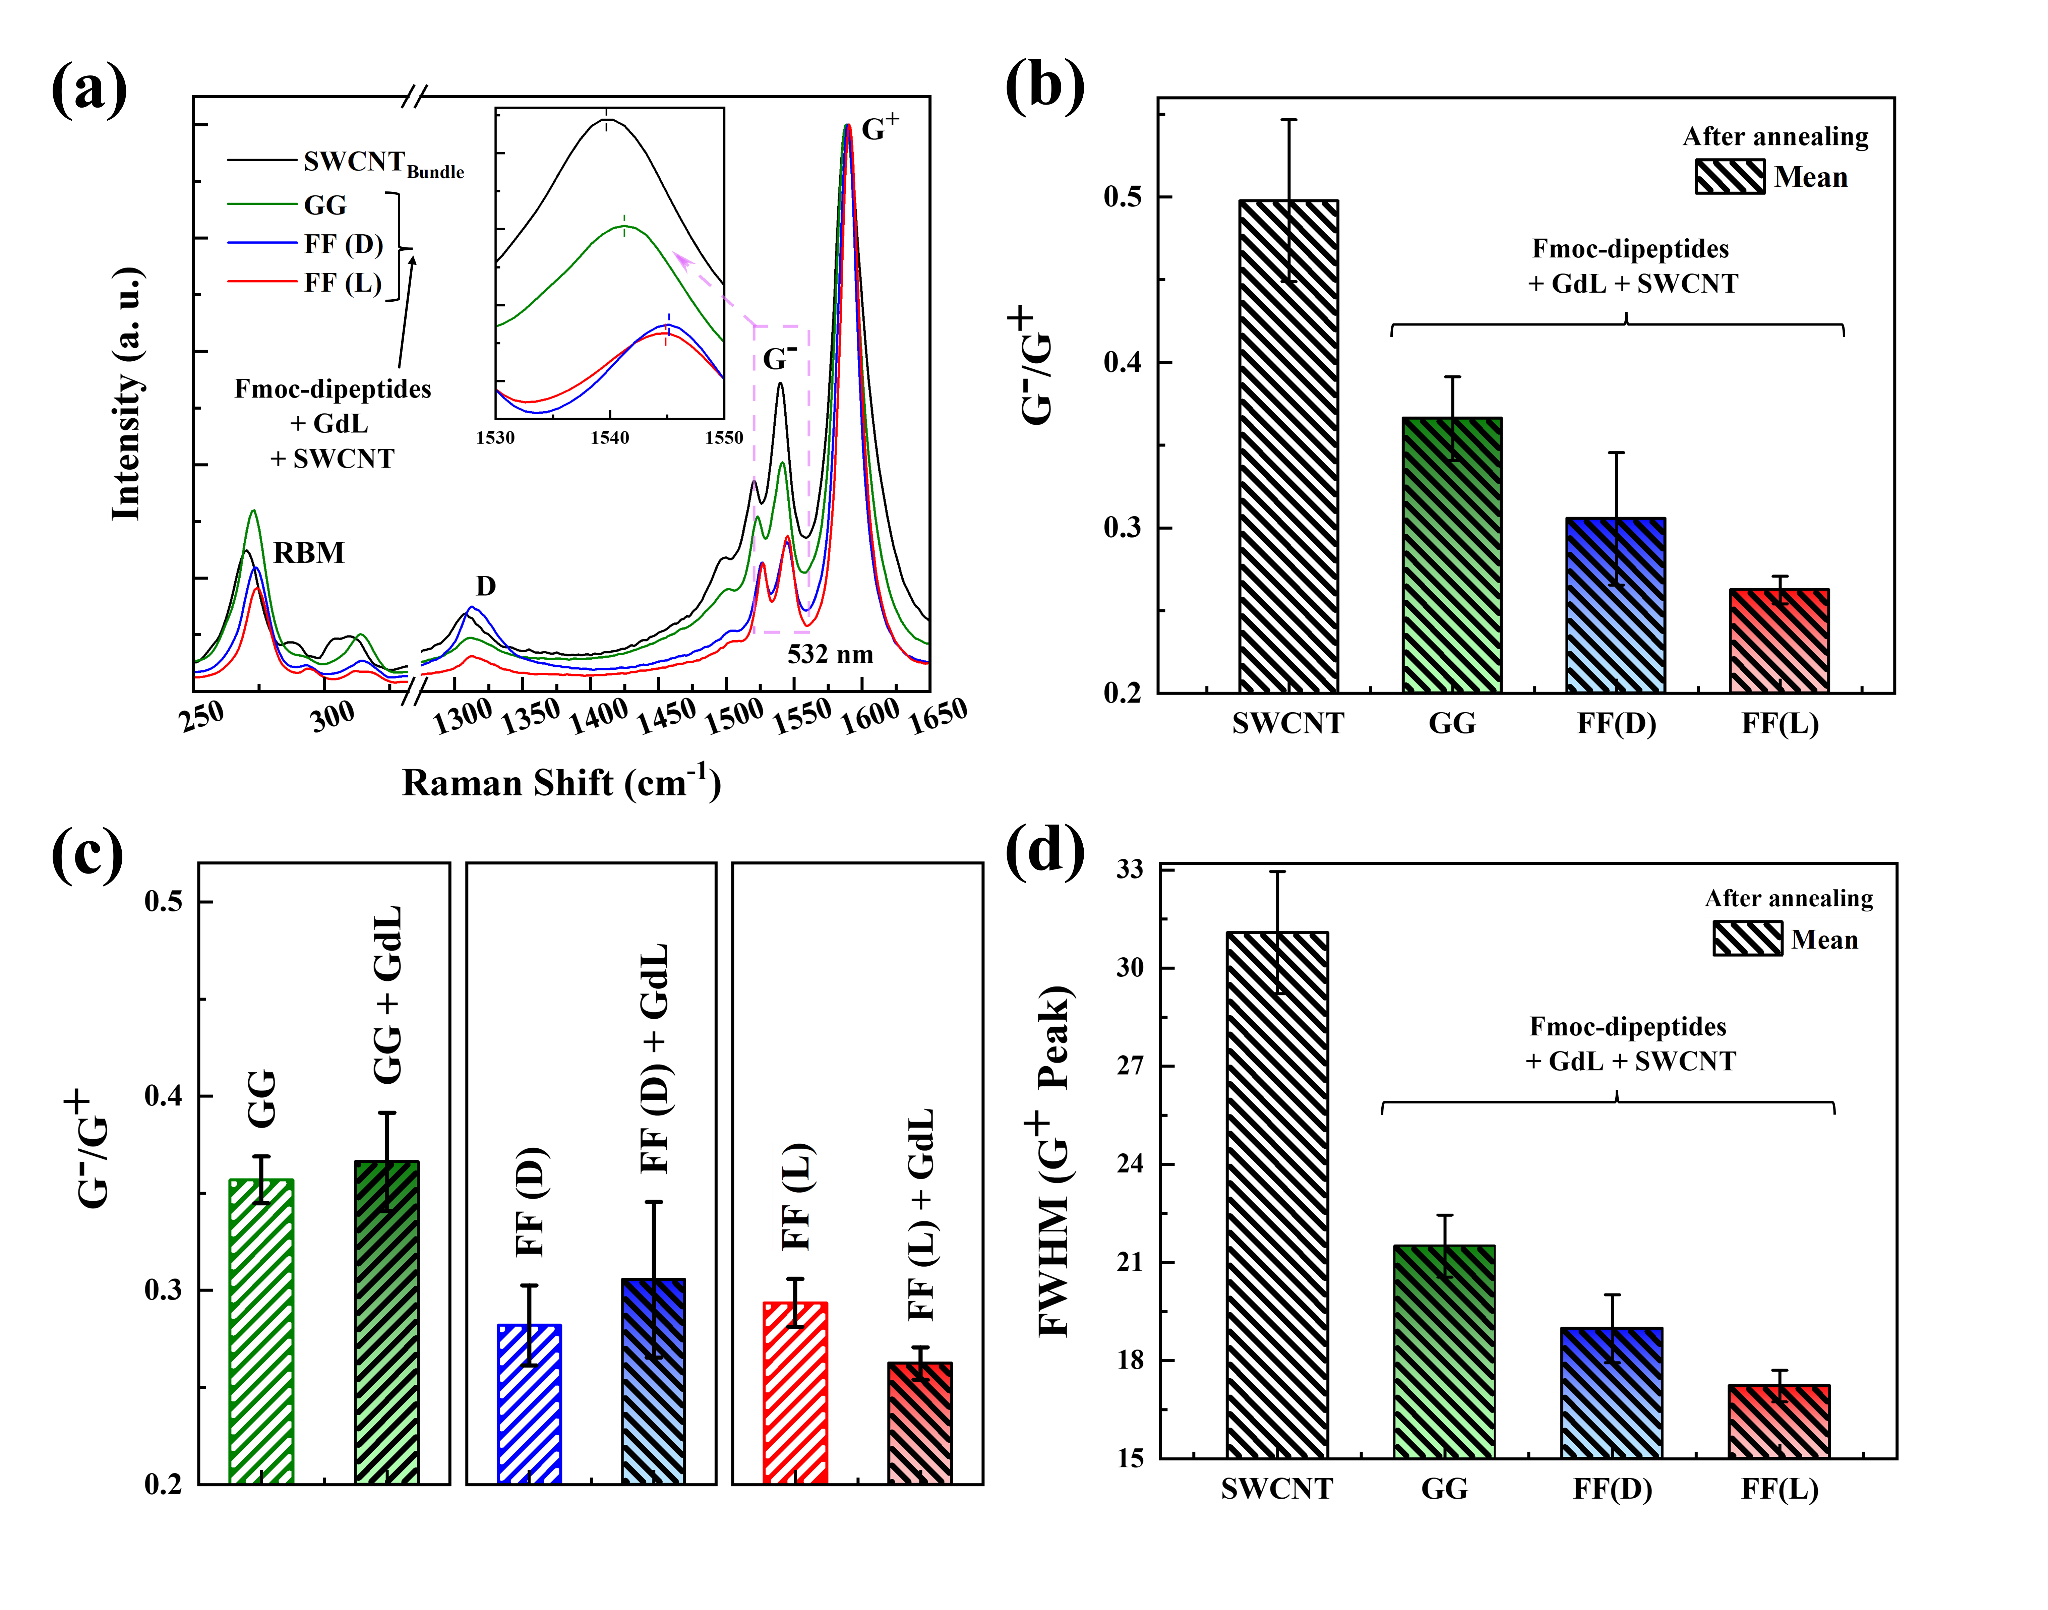 (a)
Intensity (a. u.)
SWCNT_Bundle
GG
FF (D)
FF (L)
Fmoc-dipeptides
+ GdL
+ SWCNT
RBM
D
G⁻
G⁺
532 nm
1530 1540 1550
250 300 1300 1350 1400 1450 1500 1550 1600 1650
Raman Shift (cm⁻¹)
(b)
G⁻/G⁺
0.5
0.4
0.3
0.2
After annealing
Mean
Fmoc-dipeptides
+ GdL + SWCNT
SWCNT GG FF(D) FF(L)
(c)
G⁻/G⁺
0.5
0.4
0.3
0.2
GG
GG + GdL
FF (D)
FF (D) + GdL
FF (L)
FF (L) + GdL
(d)
FWHM (G⁺ Peak)
33
30
27
24
21
18
15
After annealing
Mean
Fmoc-dipeptides
+ GdL + SWCNT
SWCNT GG FF(D) FF(L)